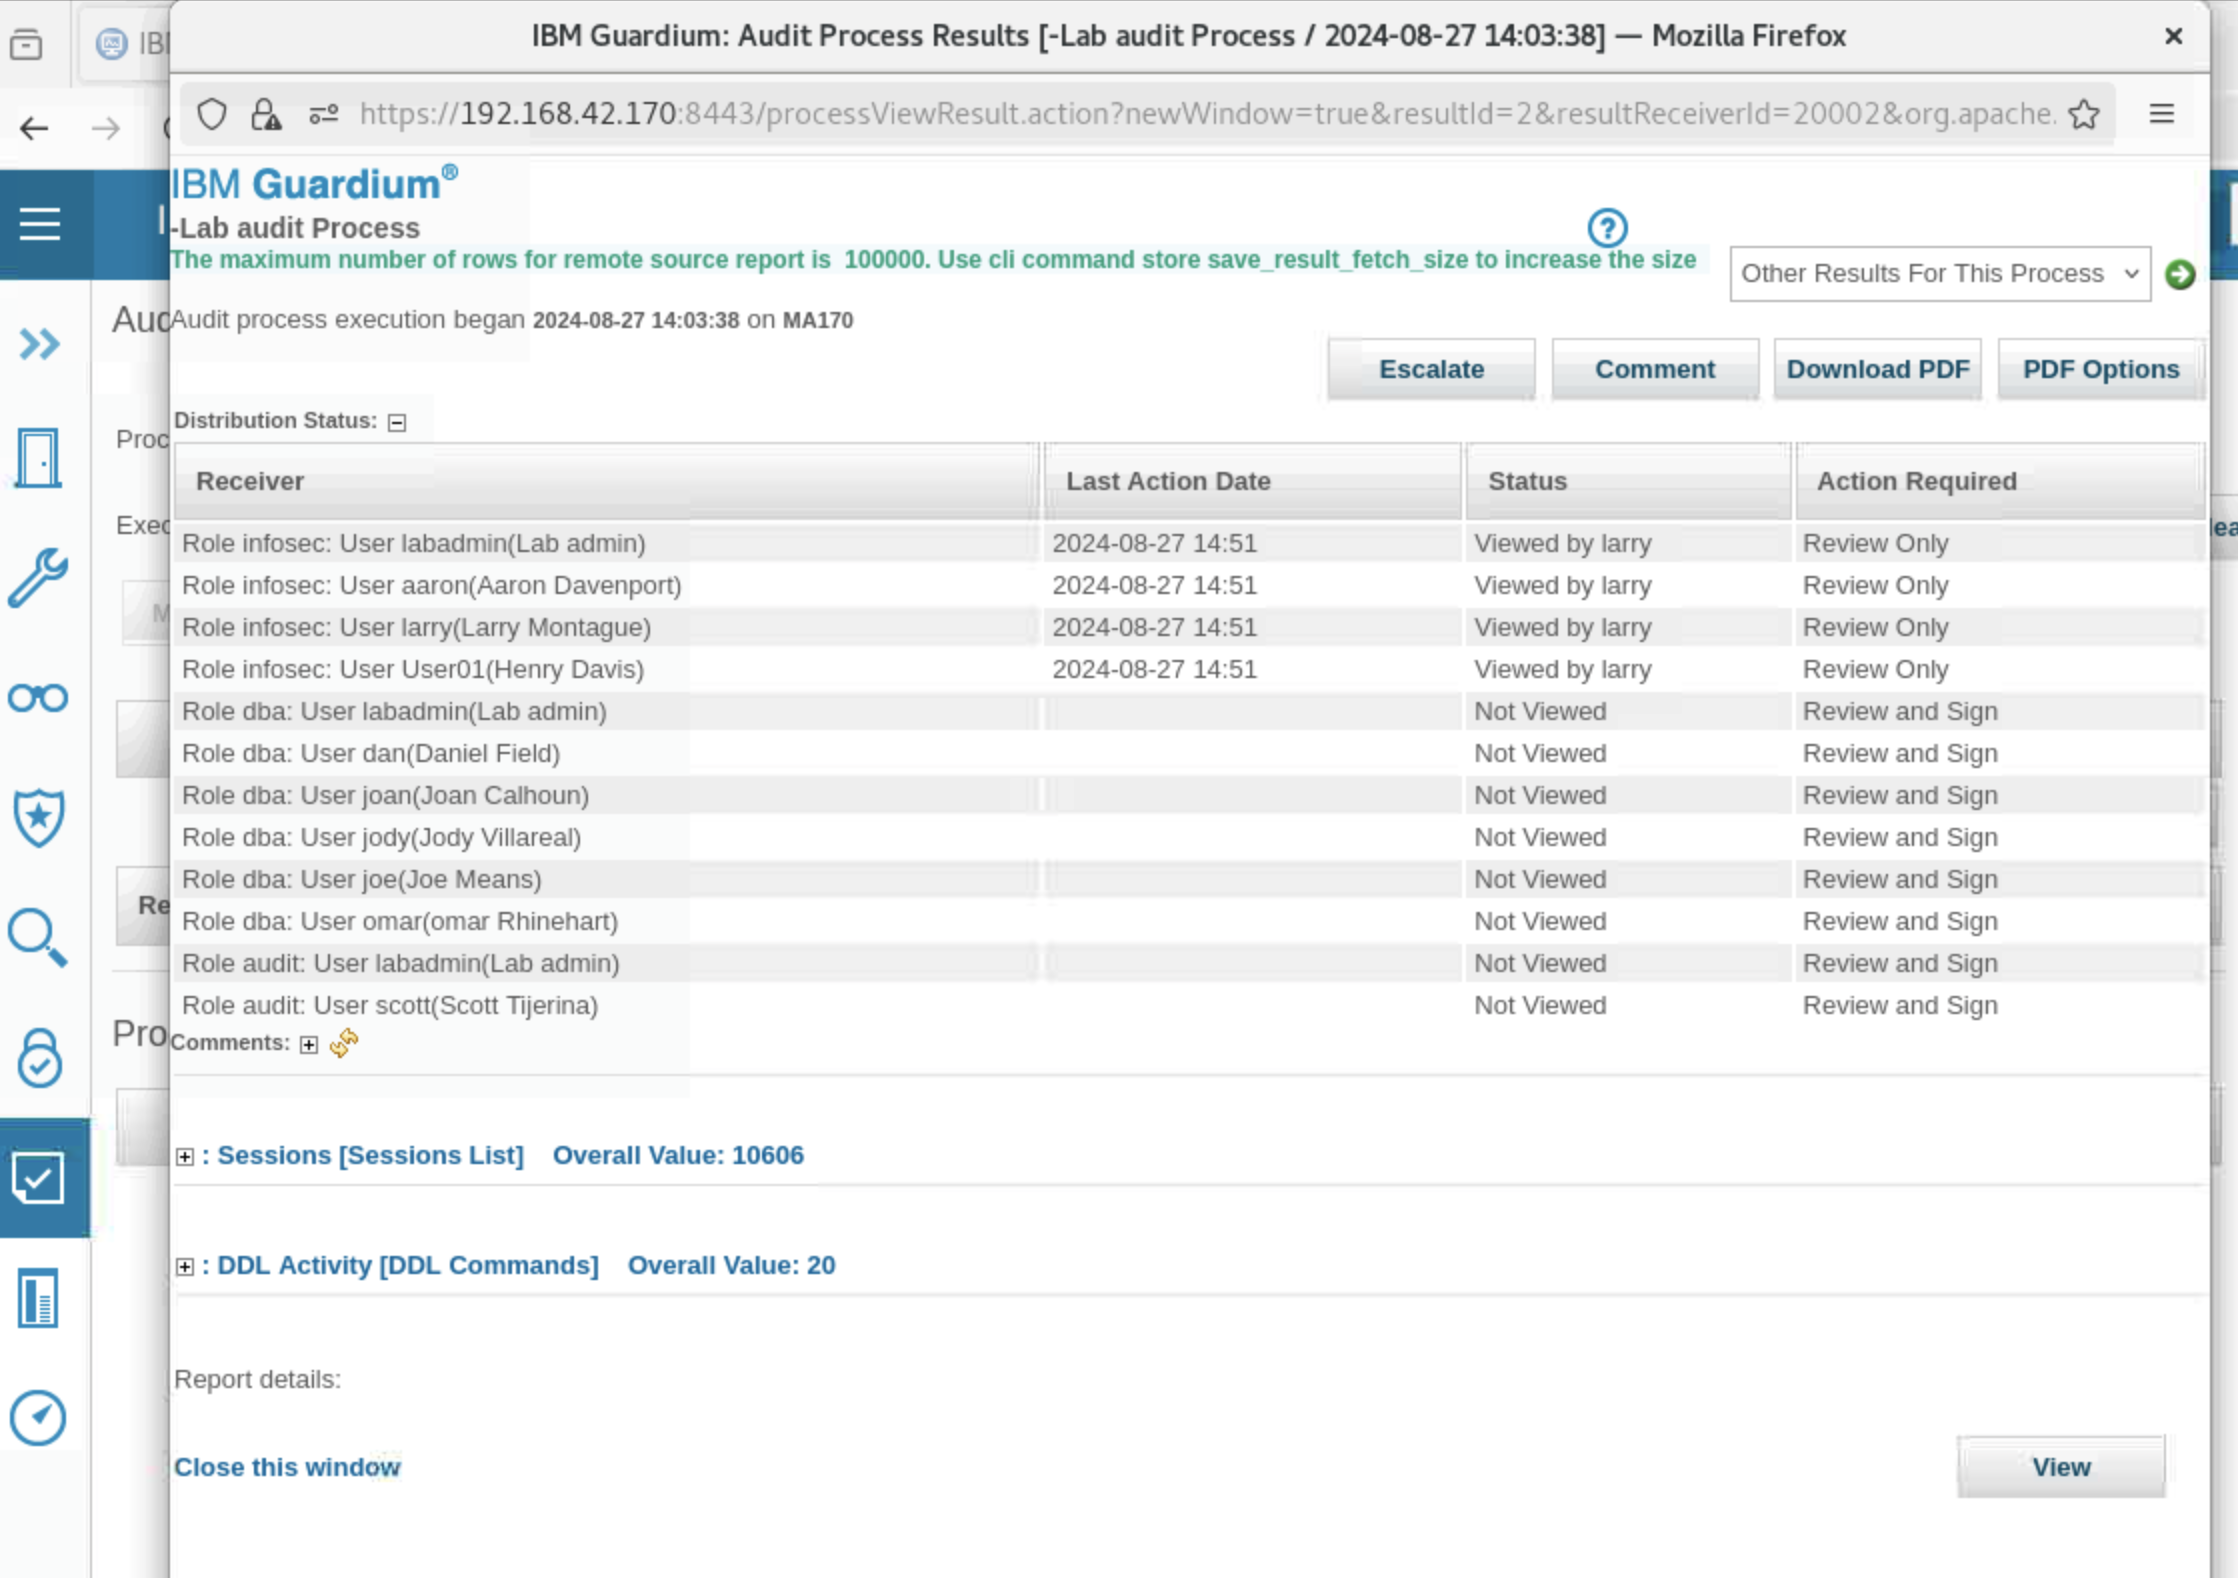 IBM Guardium: Audit Process Results [-Lab audit Process / 2024-08-27 14:03:38] — Mozilla Firefox
https://192.168.42.170:8443/processViewResult.action?newWindow=true&resultId=2&resultReceiverId=20002&org.apache.
IBM Guardium®
-Lab audit Process
The maximum number of rows for remote source report is 100000. Use cli command store save_result_fetch_size to increase the size
Other Results For This Process
Audit process execution began 2024-08-27 14:03:38 on MA170
Escalate Comment Download PDF PDF Options
Distribution Status:
Receiver Last Action Date Status Action Required
Role infosec: User labadmin(Lab admin) 2024-08-27 14:51 Viewed by larry Review Only
Role infosec: User aaron(Aaron Davenport) 2024-08-27 14:51 Viewed by larry Review Only
Role infosec: User larry(Larry Montague) 2024-08-27 14:51 Viewed by larry Review Only
Role infosec: User User01(Henry Davis) 2024-08-27 14:51 Viewed by larry Review Only
Role dba: User labadmin(Lab admin) Not Viewed Review and Sign
Role dba: User dan(Daniel Field) Not Viewed Review and Sign
Role dba: User joan(Joan Calhoun) Not Viewed Review and Sign
Role dba: User jody(Jody Villareal) Not Viewed Review and Sign
Role dba: User joe(Joe Means) Not Viewed Review and Sign
Role dba: User omar(omar Rhinehart) Not Viewed Review and Sign
Role audit: User labadmin(Lab admin) Not Viewed Review and Sign
Role audit: User scott(Scott Tijerina) Not Viewed Review and Sign
Comments:
: Sessions [Sessions List] Overall Value: 10606
: DDL Activity [DDL Commands] Overall Value: 20
Report details:
Close this window
View